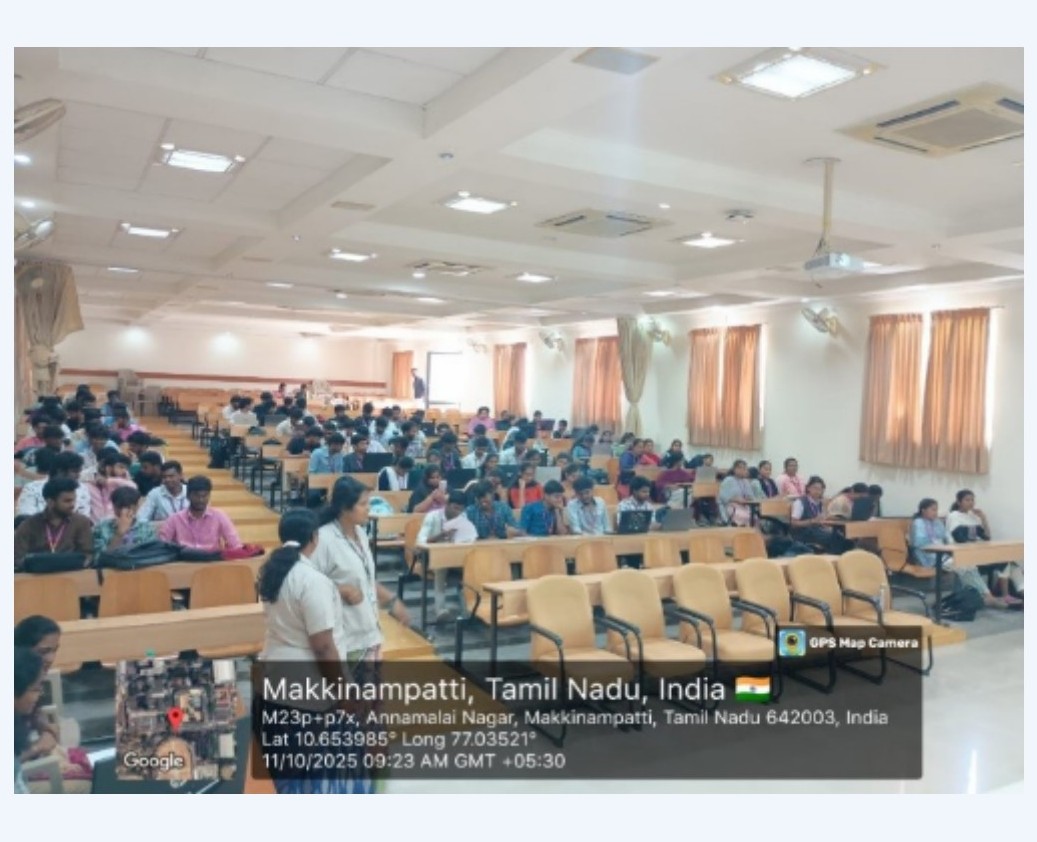 GPS Map Camera
Makkinampatti, Tamil Nadu, India 🇮🇳
M23p+p7x, Annamalai Nagar, Makkinampatti, Tamil Nadu 642003, India
Lat 10.653985° Long 77.03521°
11/10/2025 09:23 AM GMT +05:30
Google